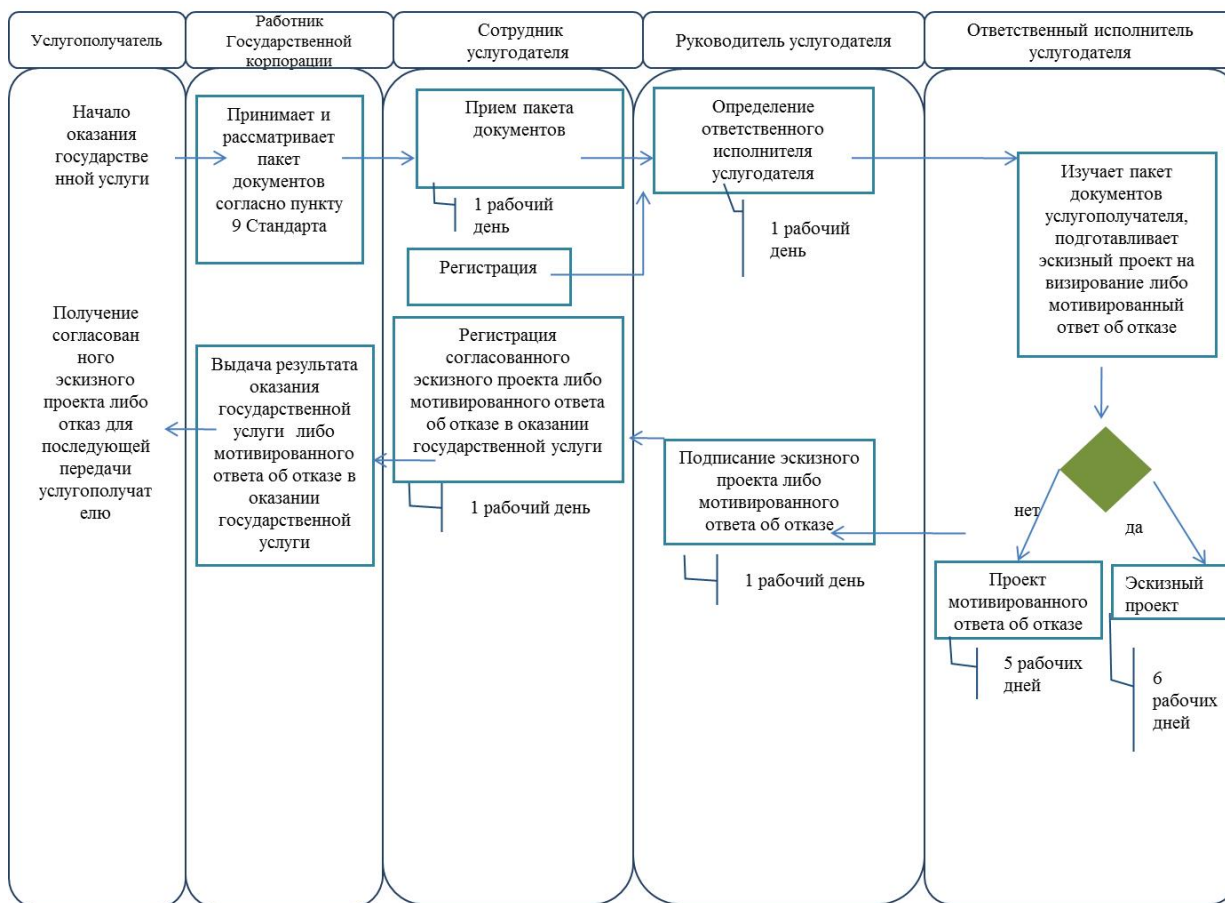 Услугополучатель
Работник
Государственной
корпорации
Сотрудник
услугодателя
Руководитель услугодателя
Ответственный исполнитель
услугодателя
Начало
оказания
государстве
нной услуги
Принимает и
рассматривает
пакет
документов
согласно пункту
9 Стандарта
Прием пакета
документов
1 рабочий
день
Регистрация
Определение
ответственного
исполнителя
услугодателя
1 рабочий
день
Изучает пакет
документов
услугополучателя,
подготавливает
эскизный проект на
визирование либо
мотивированный
ответ об отказе
нет
да
Проект
мотивированного
ответа об отказе
5 рабочих
дней
Эскизный
проект
6
рабочих
дней
Подписание эскизного
проекта либо
мотивированного
ответа об отказе
1 рабочий день
Регистрация
согласованного
эскизного проекта либо
мотивированного ответа
об отказе в оказании
государственной услуги
1 рабочий день
Выдача результата
оказания
государственной
услуги либо
мотивированного
ответа об отказе в
оказании
государственной
услуги
Получение
согласован
ного
эскизного
проекта либо
отказ для
последующей
передачи
услугополучат
елю